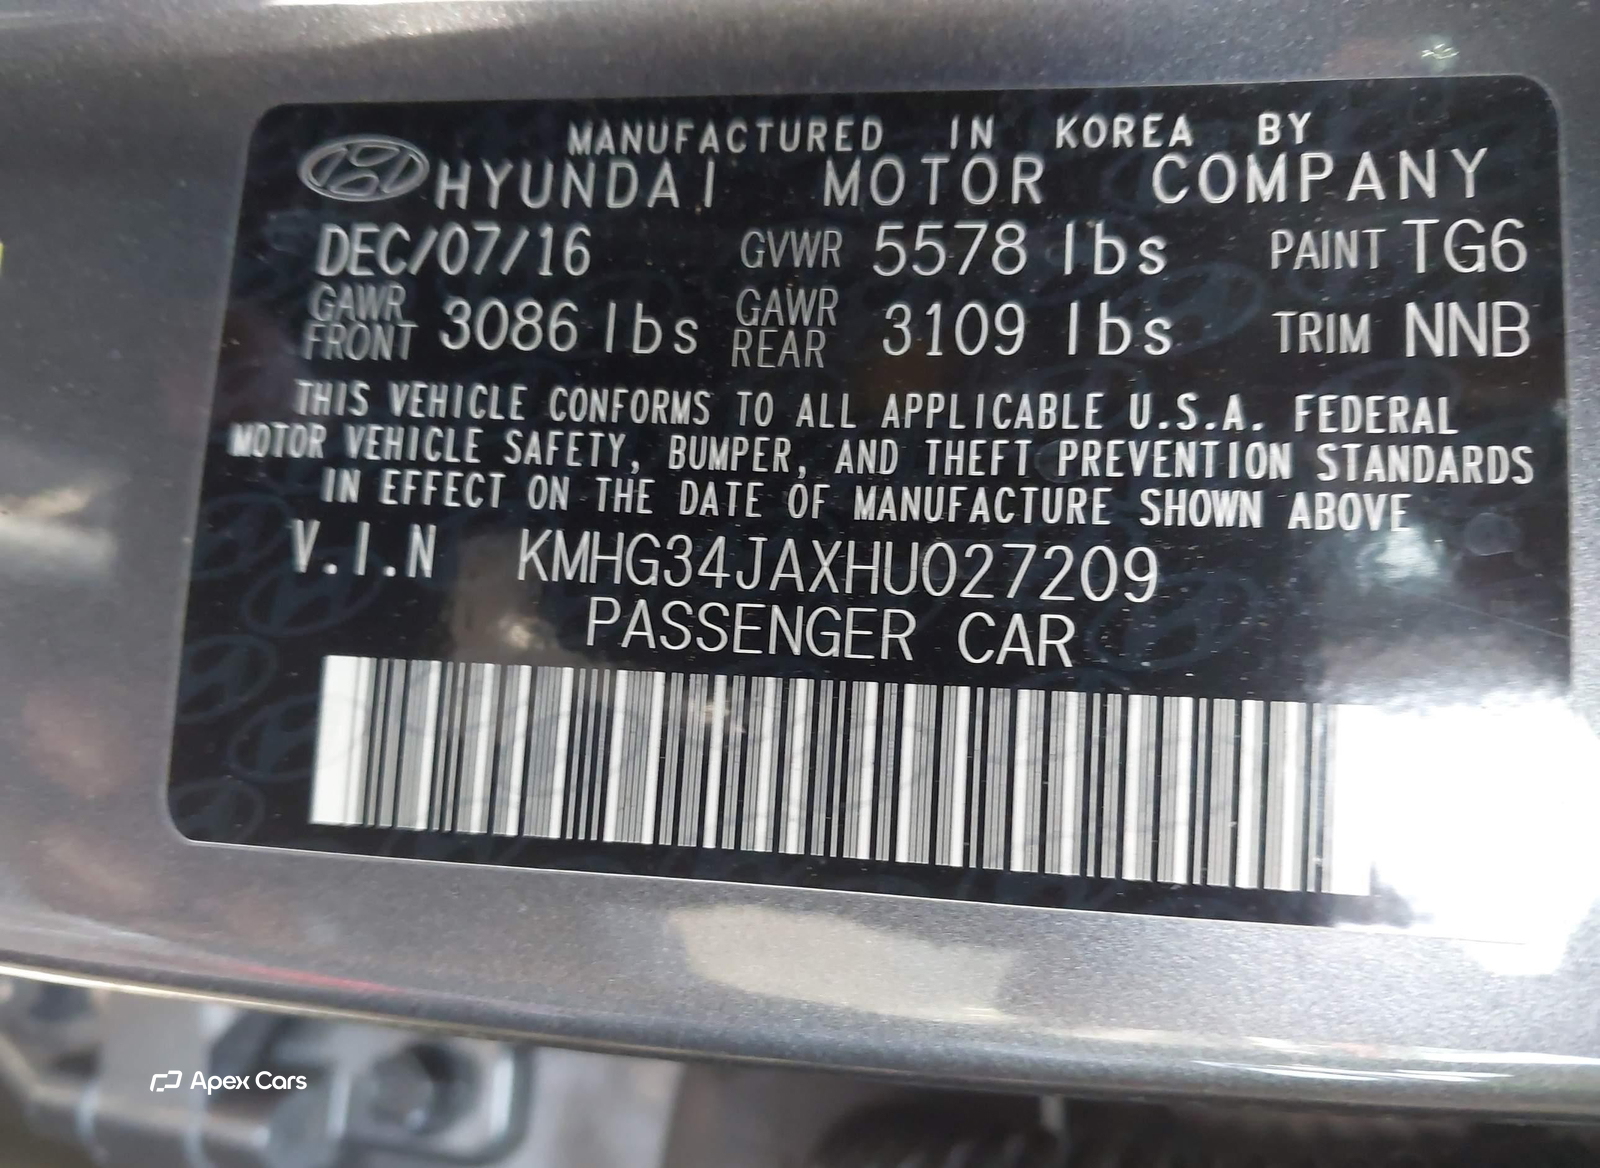 MANUFACTURED IN KOREA BY
HYUNDAI MOTOR COMPANY
DEC/07/16 GVWR 5578 lbs PAINT TG6
GAWR FRONT 3086 lbs GAWR REAR 3109 lbs TRIM NNB
THIS VEHICLE CONFORMS TO ALL APPLICABLE U.S.A. FEDERAL
MOTOR VEHICLE SAFETY, BUMPER, AND THEFT PREVENTION STANDARDS
IN EFFECT ON THE DATE OF MANUFACTURE SHOWN ABOVE
V.I.N KMHG34JAXHU027209
PASSENGER CAR
Apex Cars